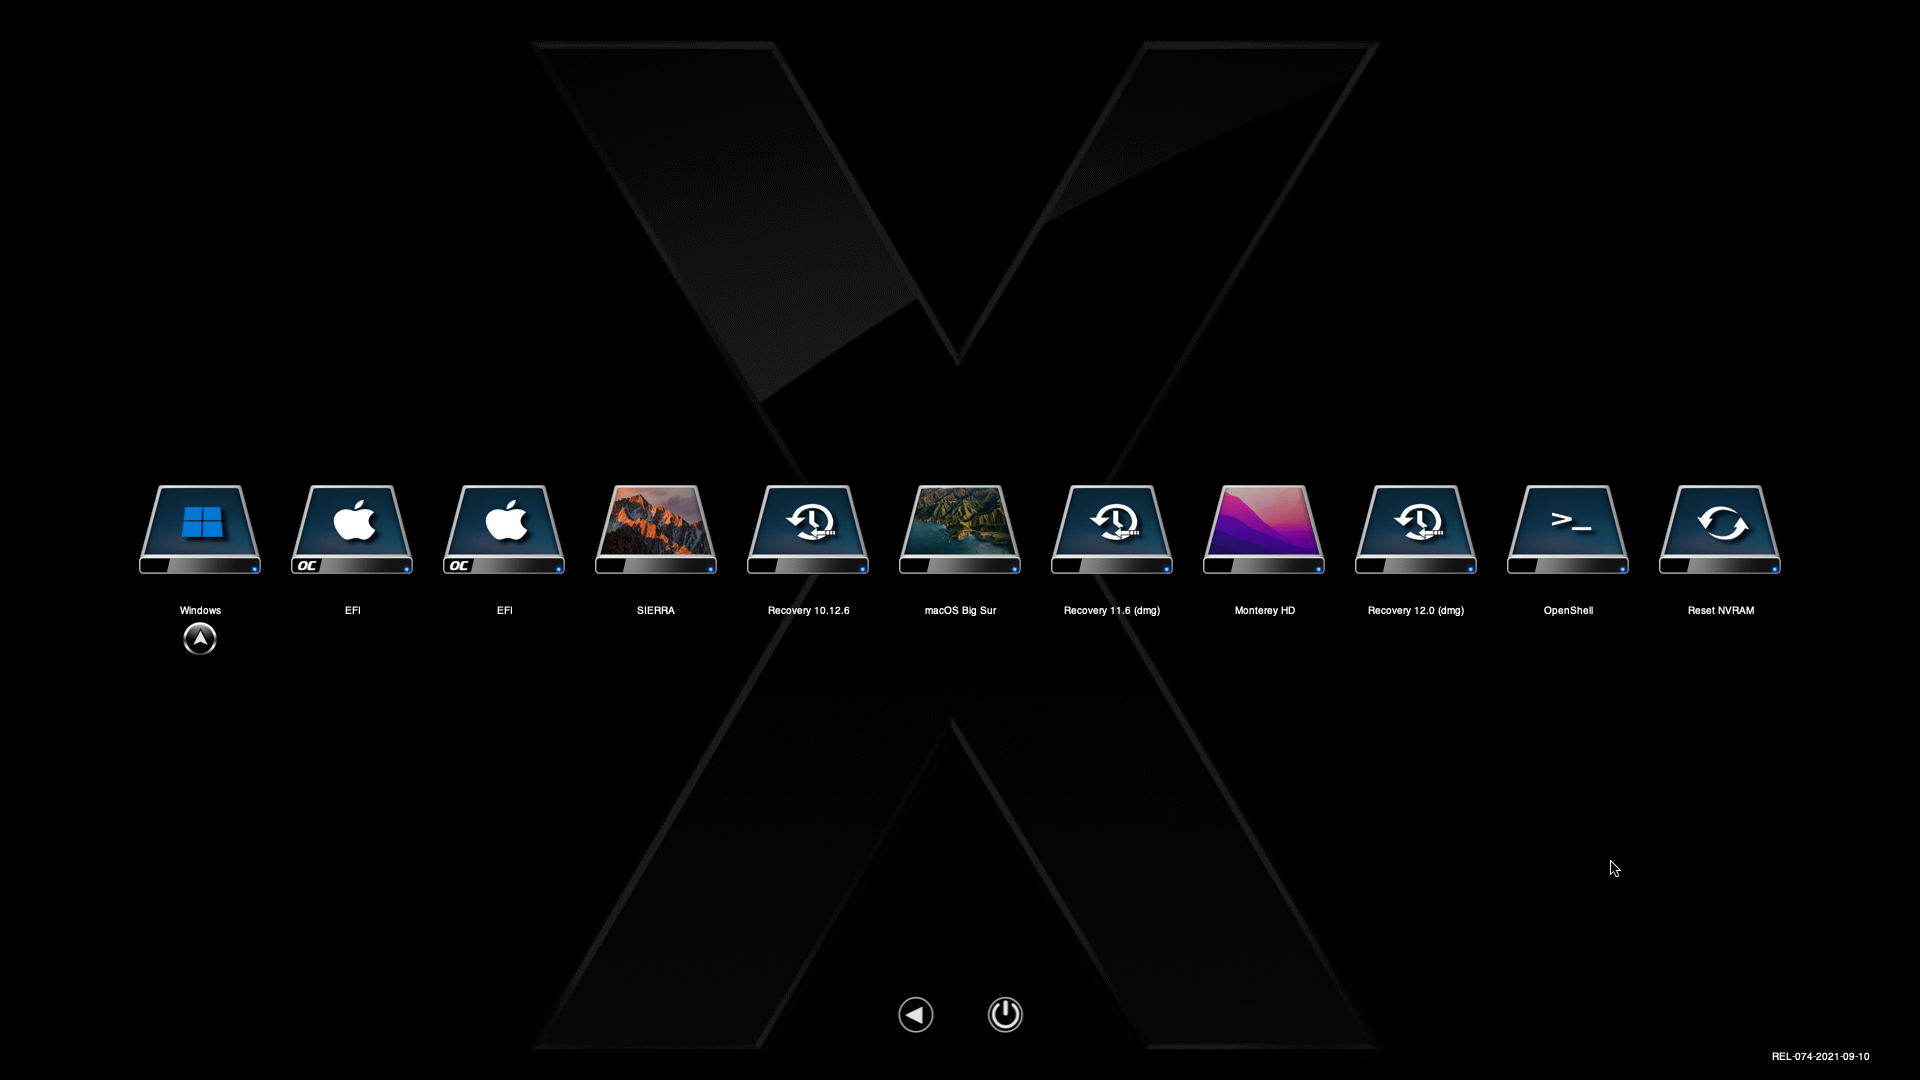 OC
OC
>_
Windows
EFI
EFI
SIERRA
Recovery 10.12.6
macOS Big Sur
Recovery 11.6 (dmg)
Monterey HD
Recovery 12.0 (dmg)
OpenShell
Reset NVRAM
REL-074-2021-09-10